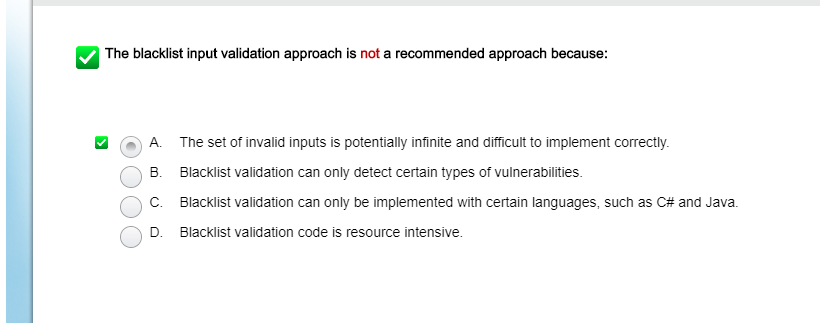 The blacklist input validation approach is not a recommended approach because:
A. The set of invalid inputs is potentially infinite and difficult to implement correctly.
B. Blacklist validation can only detect certain types of vulnerabilities.
C. Blacklist validation can only be implemented with certain languages, such as C# and Java.
D. Blacklist validation code is resource intensive.